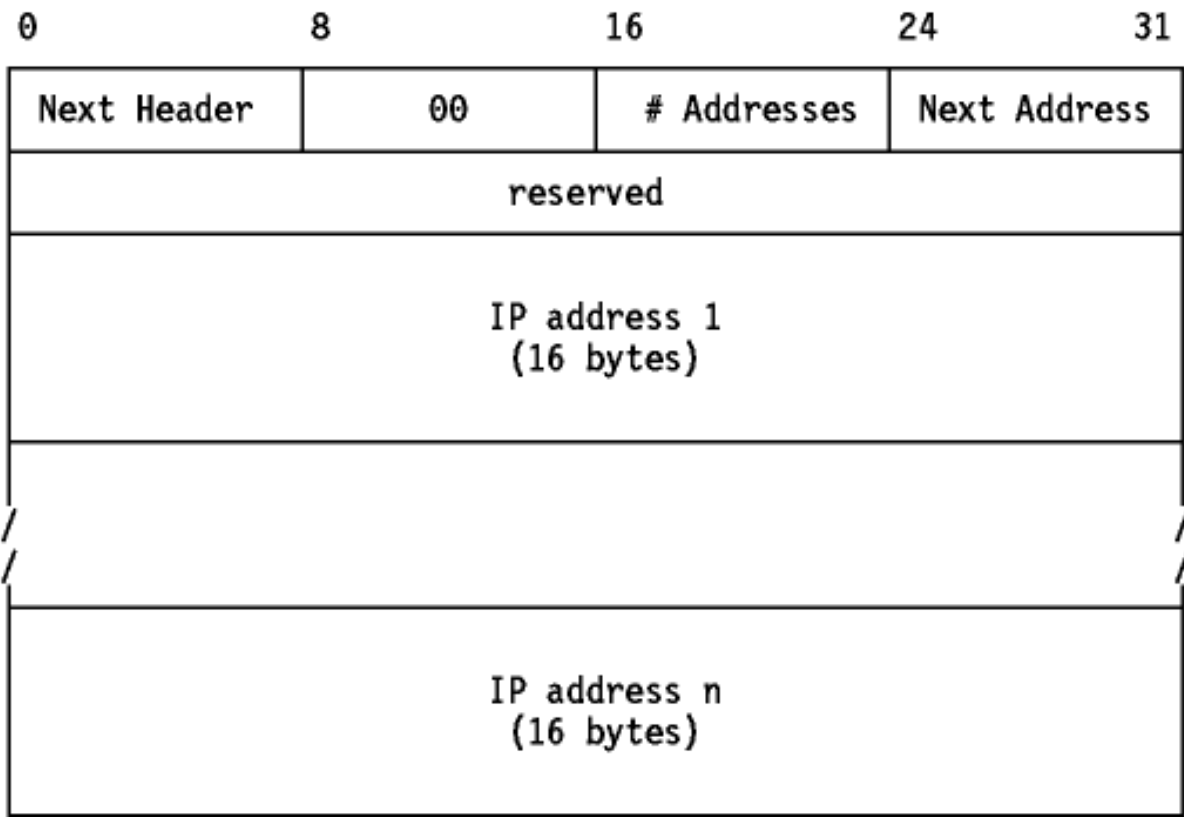 0 8 16 24 31
Next Header 00 # Addresses Next Address
reserved
IP address 1
(16 bytes)
IP address n
(16 bytes)